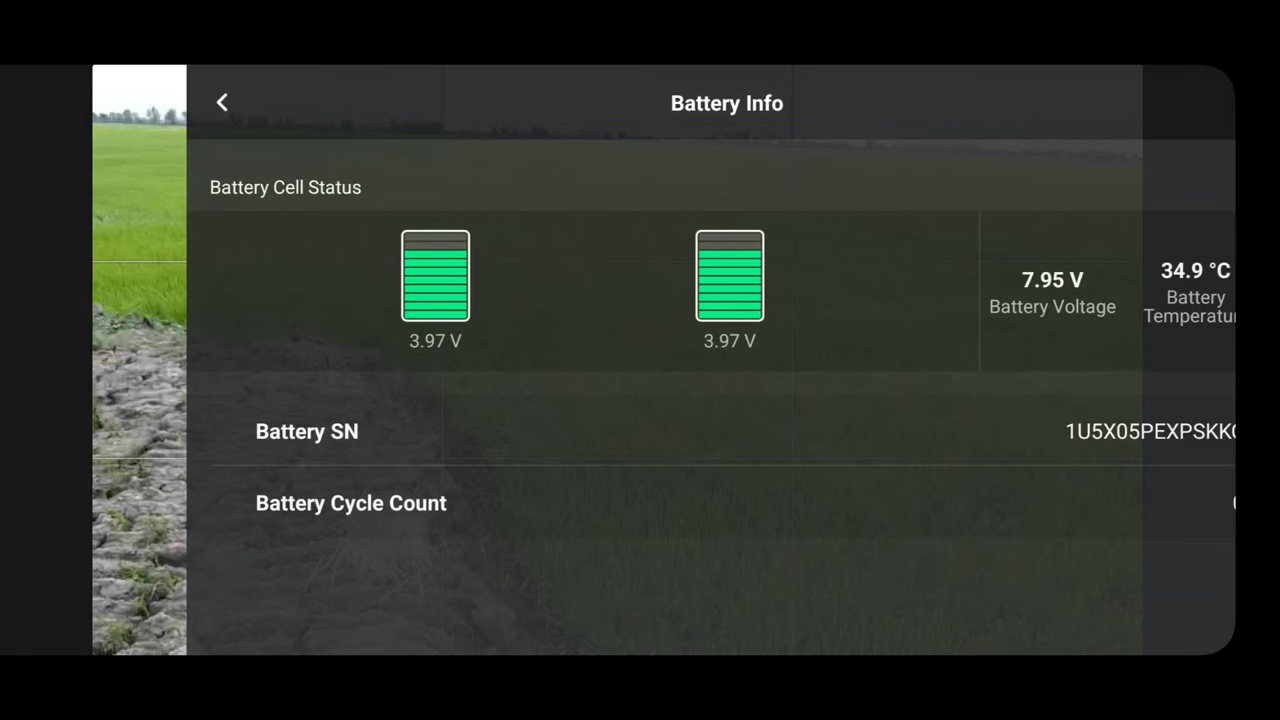 Battery Info
Battery Cell Status
3.97 V
3.97 V
7.95 V
Battery Voltage
34.9 °C
Battery
Battery SN
Battery Cycle Count